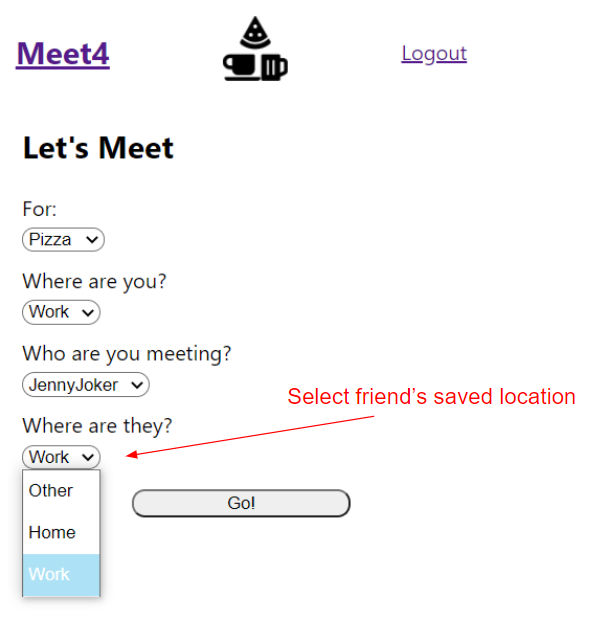 Meet4
Logout
Let's Meet
For:
Pizza
Where are you?
Work
Who are you meeting?
JennyJoker
Select friend’s saved location
Where are they?
Work
Other
Go!
Home
Work